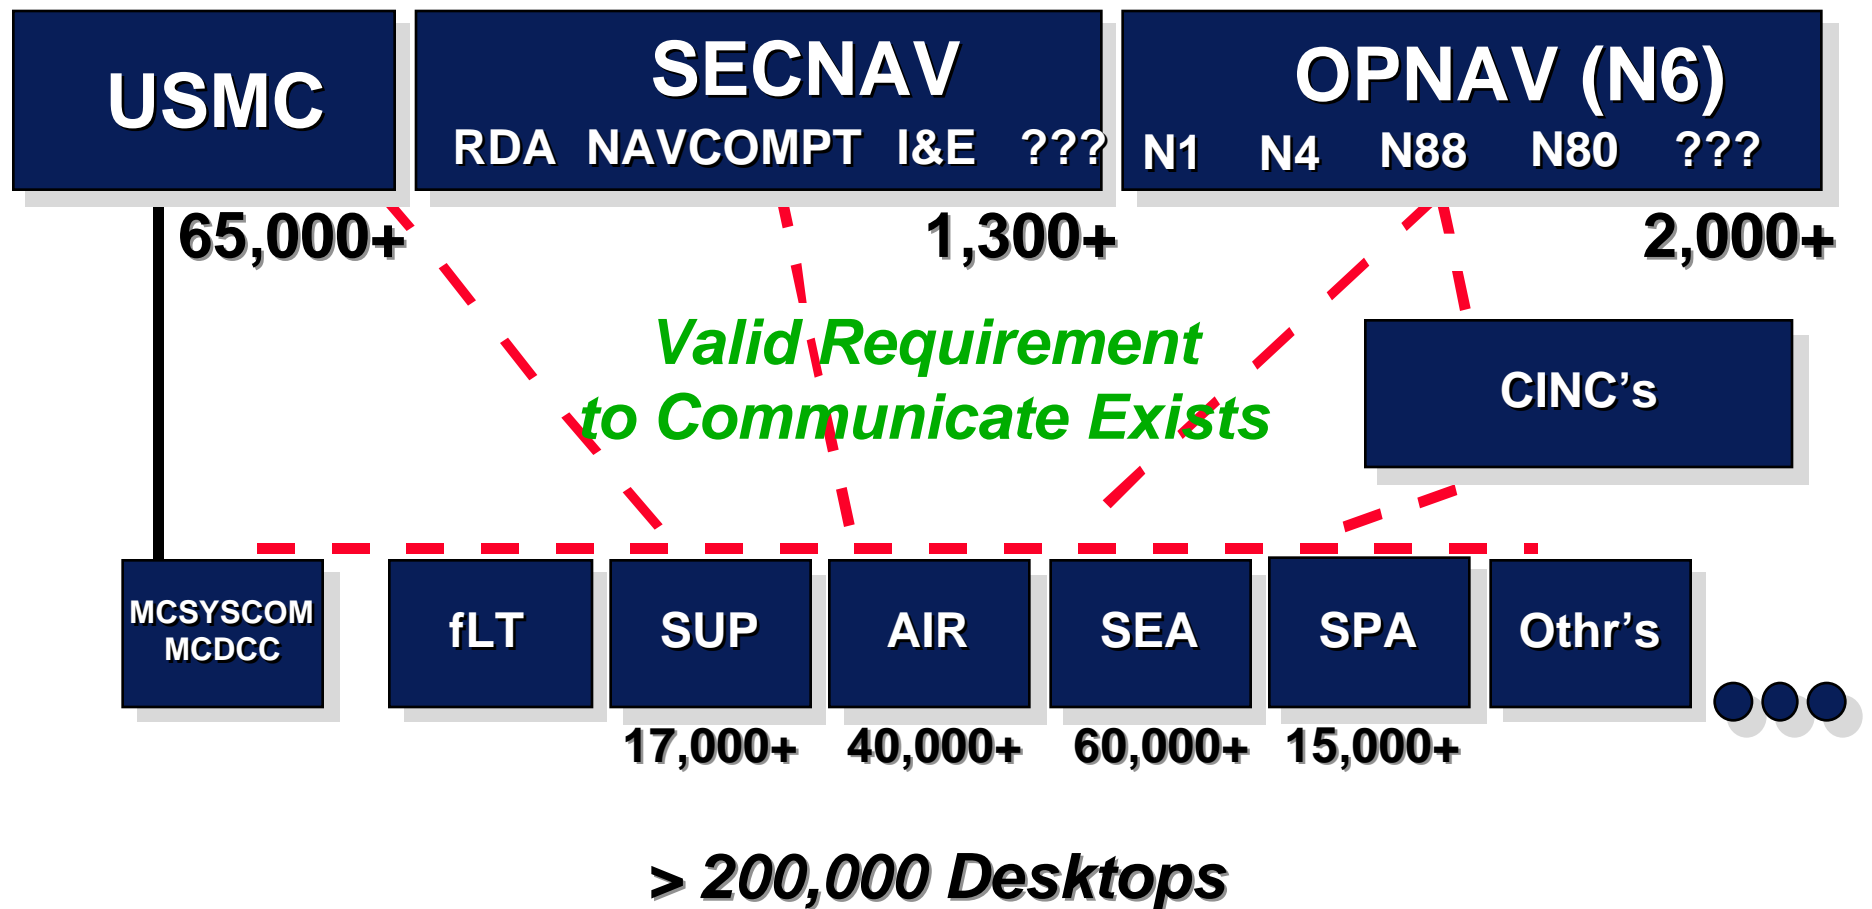 USMC
SECNAV
RDA NAVCOMPT I&E ???
OPNAV (N6)
N1 N4 N88 N80 ???
65,000+
1,300+
2,000+
Valid Requirement
to Communicate Exists
CINC’s
MCSYSCOM
MCDCC
fLT
SUP
AIR
SEA
SPA
Othr’s
17,000+
40,000+
60,000+
15,000+
> 200,000 Desktops